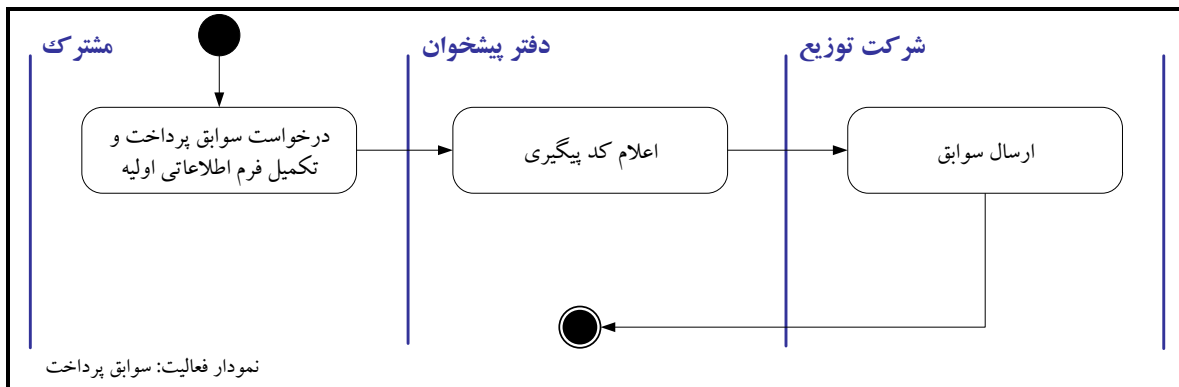 مشترك
دفتر پیشخوان
شرکت توزیع
درخواست سوابق پرداخت و
تکمیل فرم اطلاعاتی اولیه
اعلام کد پیگیری
ارسال سوابق
نمودار فعالیت: سوابق پرداخت